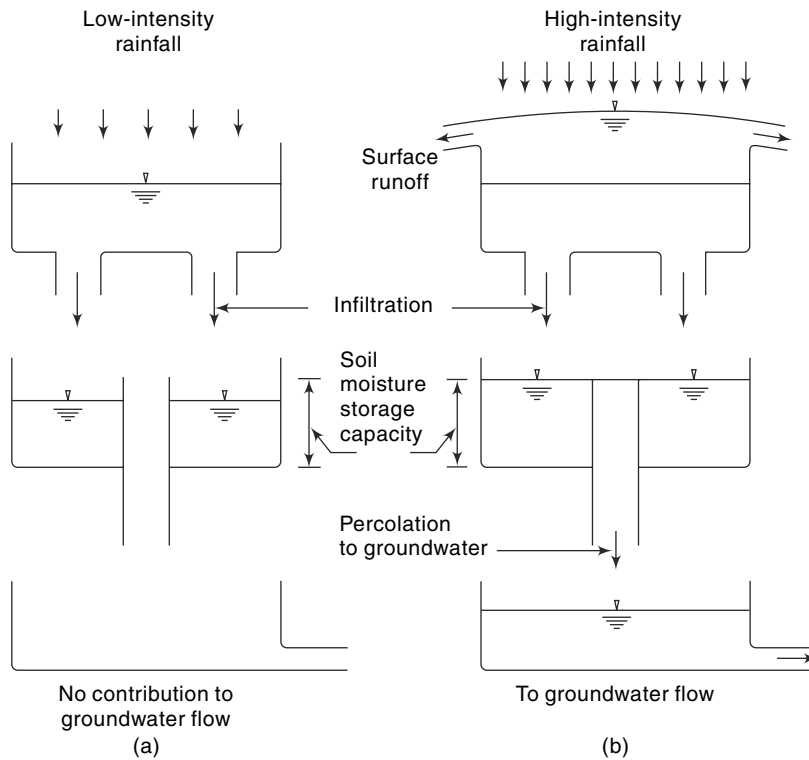 Low-intensity
rainfall
High-intensity
rainfall
Surface
runoff
Infiltration
Soil
moisture
storage
capacity
Percolation
to groundwater
No contribution to
groundwater flow
(a)
To groundwater flow
(b)